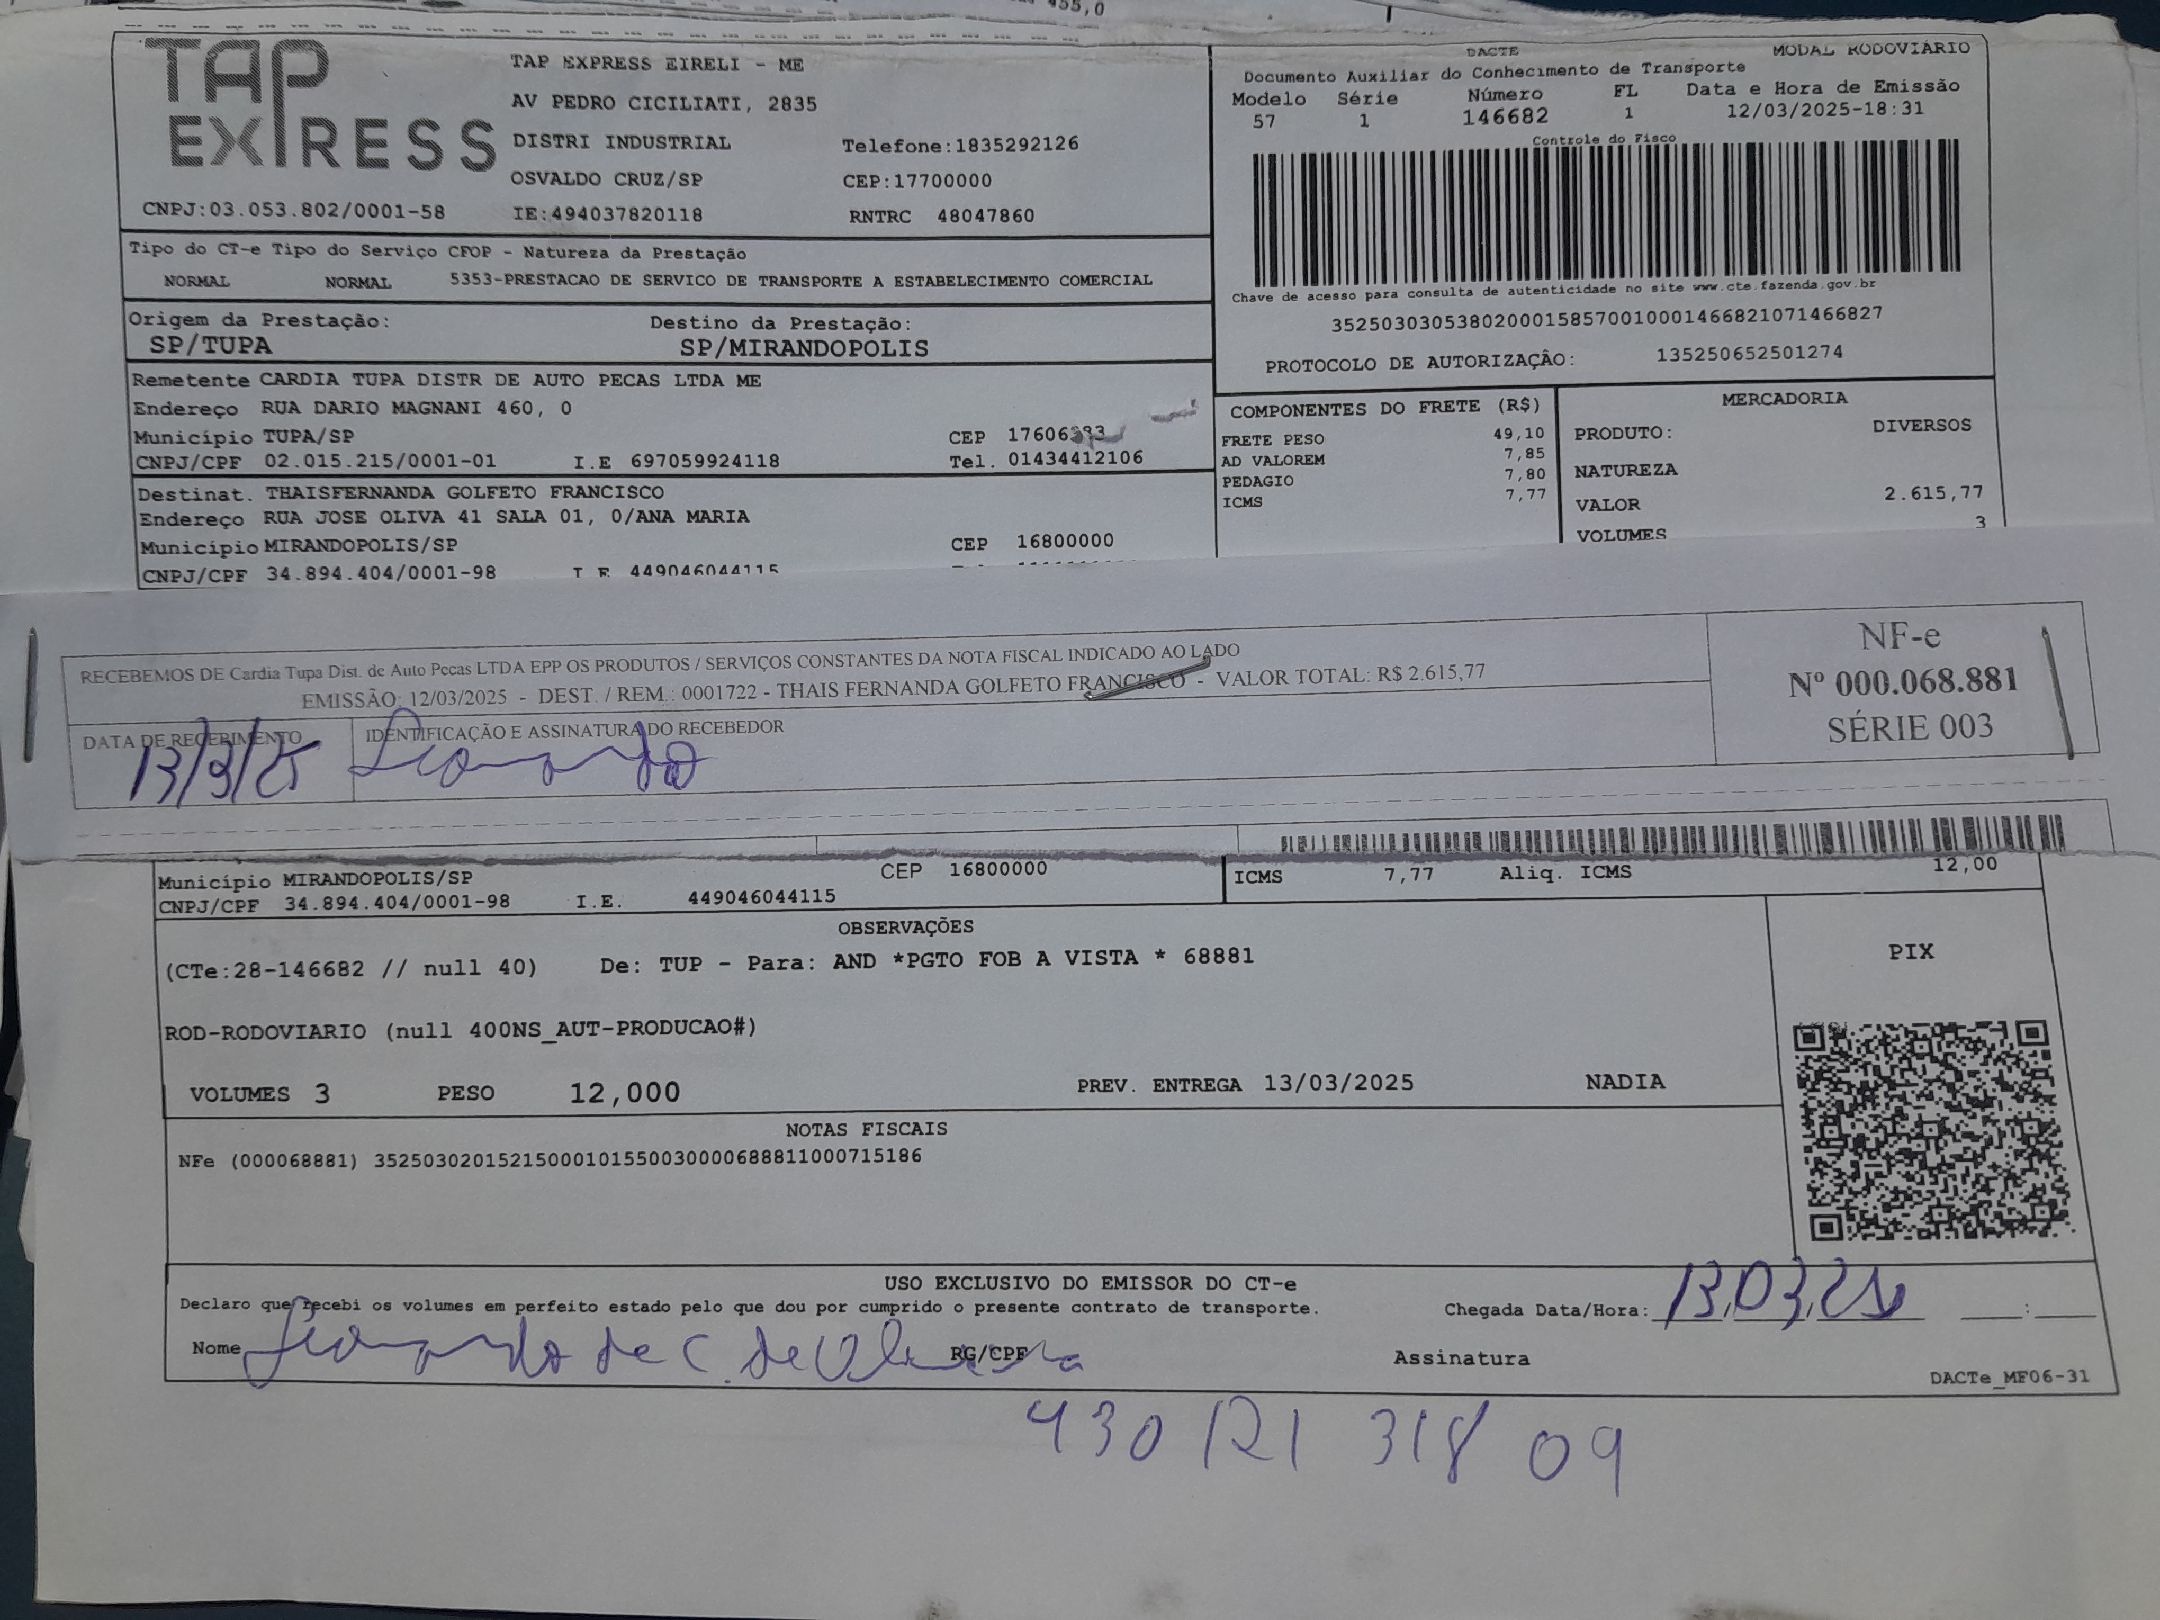 455,0
TAP EXPRESS
TAP EXPRESS EIRELI - ME
AV PEDRO CICILIATI, 2835
DISTRI INDUSTRIAL Telefone:1835292126
OSVALDO CRUZ/SP CEP:17700000
CNPJ:03.053.802/0001-58 IE:494037820118 RNTRC 48047860
DACTE MODAL RODOVIÁRIO
Documento Auxiliar do Conhecimento de Transporte
Modelo Série Número FL Data e Hora de Emissão
57 1 146682 1 12/03/2025-18:31
Controle do Fisco
Chave de acesso para consulta de autenticidade no site www.cte.fazenda.gov.br
35250303053802000158570010001466821071466827
PROTOCOLO DE AUTORIZAÇÃO: 135250652501274
Tipo do CT-e Tipo do Serviço CFOP - Natureza da Prestação
NORMAL NORMAL 5353-PRESTACAO DE SERVICO DE TRANSPORTE A ESTABELECIMENTO COMERCIAL
Origem da Prestação: Destino da Prestação:
SP/TUPA SP/MIRANDOPOLIS
Remetente CARDIA TUPA DISTR DE AUTO PECAS LTDA ME
Endereço RUA DARIO MAGNANI 460, 0
Município TUPA/SP CEP
CNPJ/CPF 02.015.215/0001-01 I.E 697059924118 Tel. 01434412106
Destinat. THAISFERNANDA GOLFETO FRANCISCO
Endereço RUA JOSE OLIVA 41 SALA 01, 0/ANA MARIA
Município MIRANDOPOLIS/SP CEP 16800000
CNPJ/CPF 34.894.404/0001-98 I.E 449046044115
COMPONENTES DO FRETE (R$)
FRETE PESO 49,10
AD VALOREM 7,85
PEDAGIO 7,80
ICMS 7,77
MERCADORIA
PRODUTO: DIVERSOS
NATUREZA
VALOR 2.615,77
VOLUMES 3
RECEBEMOS DE Cardia Tupa Dist. de Auto Pecas LTDA EPP OS PRODUTOS / SERVIÇOS CONSTANTES DA NOTA FISCAL INDICADO AO LADO
EMISSÃO: 12/03/2025 - DEST. / REM.: 0001722 - THAIS FERNANDA GOLFETO FRANCISCO - VALOR TOTAL: R$ 2.615,77
DATA DE RECEBIMENTO IDENTIFICAÇÃO E ASSINATURA DO RECEBEDOR
13/3/25 Leonardo
NF-e
Nº 000.068.881
SÉRIE 003
Município MIRANDOPOLIS/SP CEP 16800000
CNPJ/CPF 34.894.404/0001-98 I.E. 449046044115
ICMS 7,77 Aliq. ICMS 12,00
OBSERVAÇÕES
(CTe:28-146682 // null 40) De: TUP - Para: AND *PGTO FOB A VISTA * 68881
ROD-RODOVIARIO (null 400NS_AUT-PRODUCAO#)
VOLUMES 3 PESO 12,000 PREV. ENTREGA 13/03/2025 NADIA
PIX
NOTAS FISCAIS
NFe (000068881) 35250302015215000101550030000688811000715186
USO EXCLUSIVO DO EMISSOR DO CT-e
Declaro que recebi os volumes em perfeito estado pelo que dou por cumprido o presente contrato de transporte. Chegada Data/Hora: 13,03,25 :
Nome Leonardo de C. de Oliveira RG/CPF Assinatura
DACTe_MF06-31
430 121 318 09